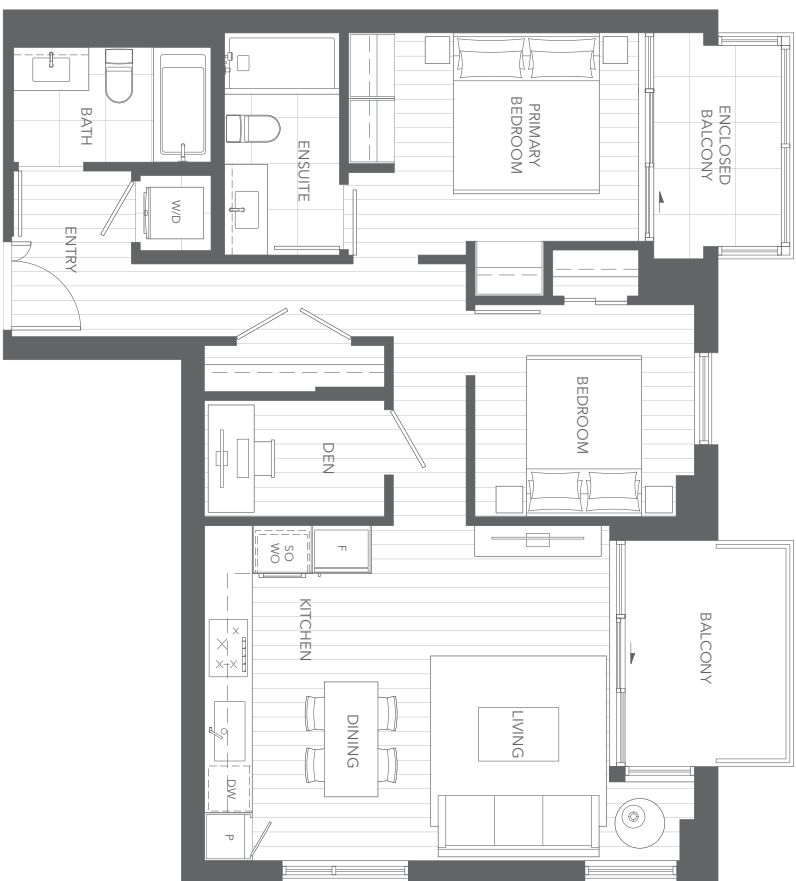 BATH
ENSUITE
PRIMARY
BEDROOM
ENCLOSED
BALCONY
W/D
ENTRY
BEDROOM
DEN
SO
WO
F
KITCHEN
BALCONY
DINING
LIVING
DW
P